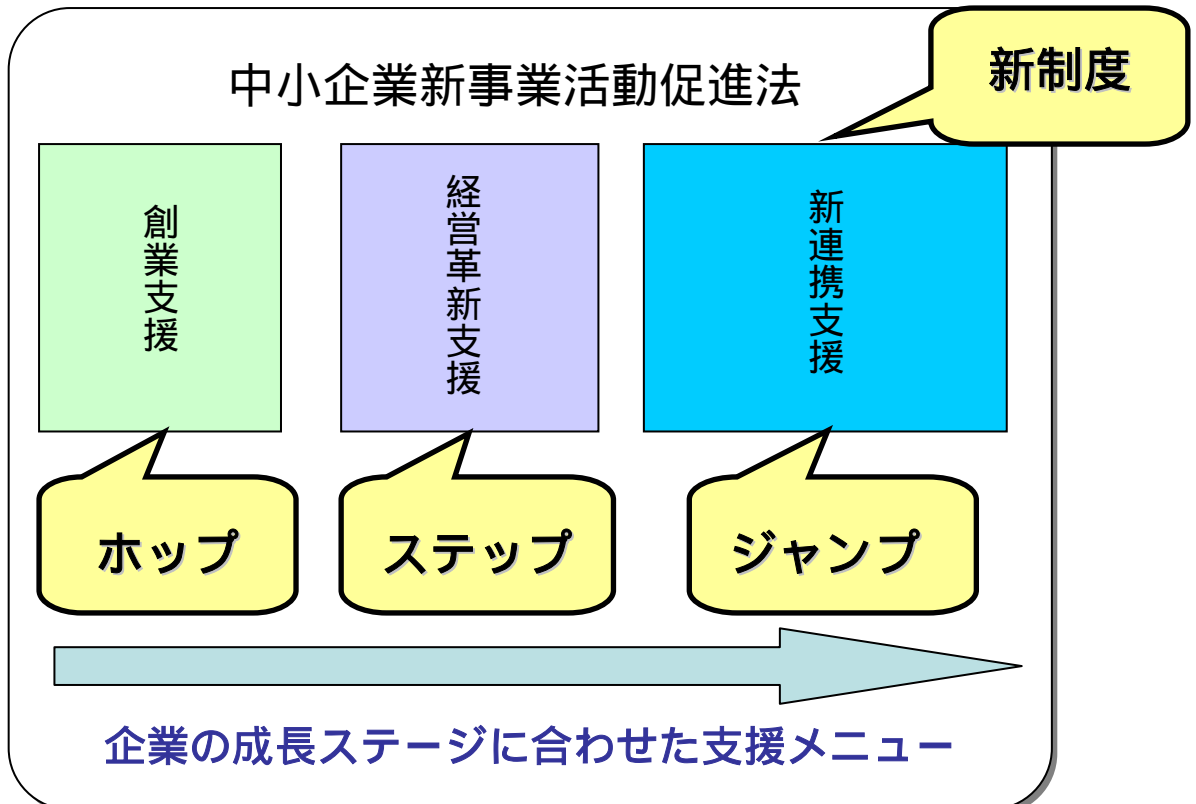 新制度
中小企業新事業活動促進法
創業支援
経営革新支援
新連携支援
ホップ
ステップ
ジャンプ
企業の成長ステージに合わせた支援メニュー